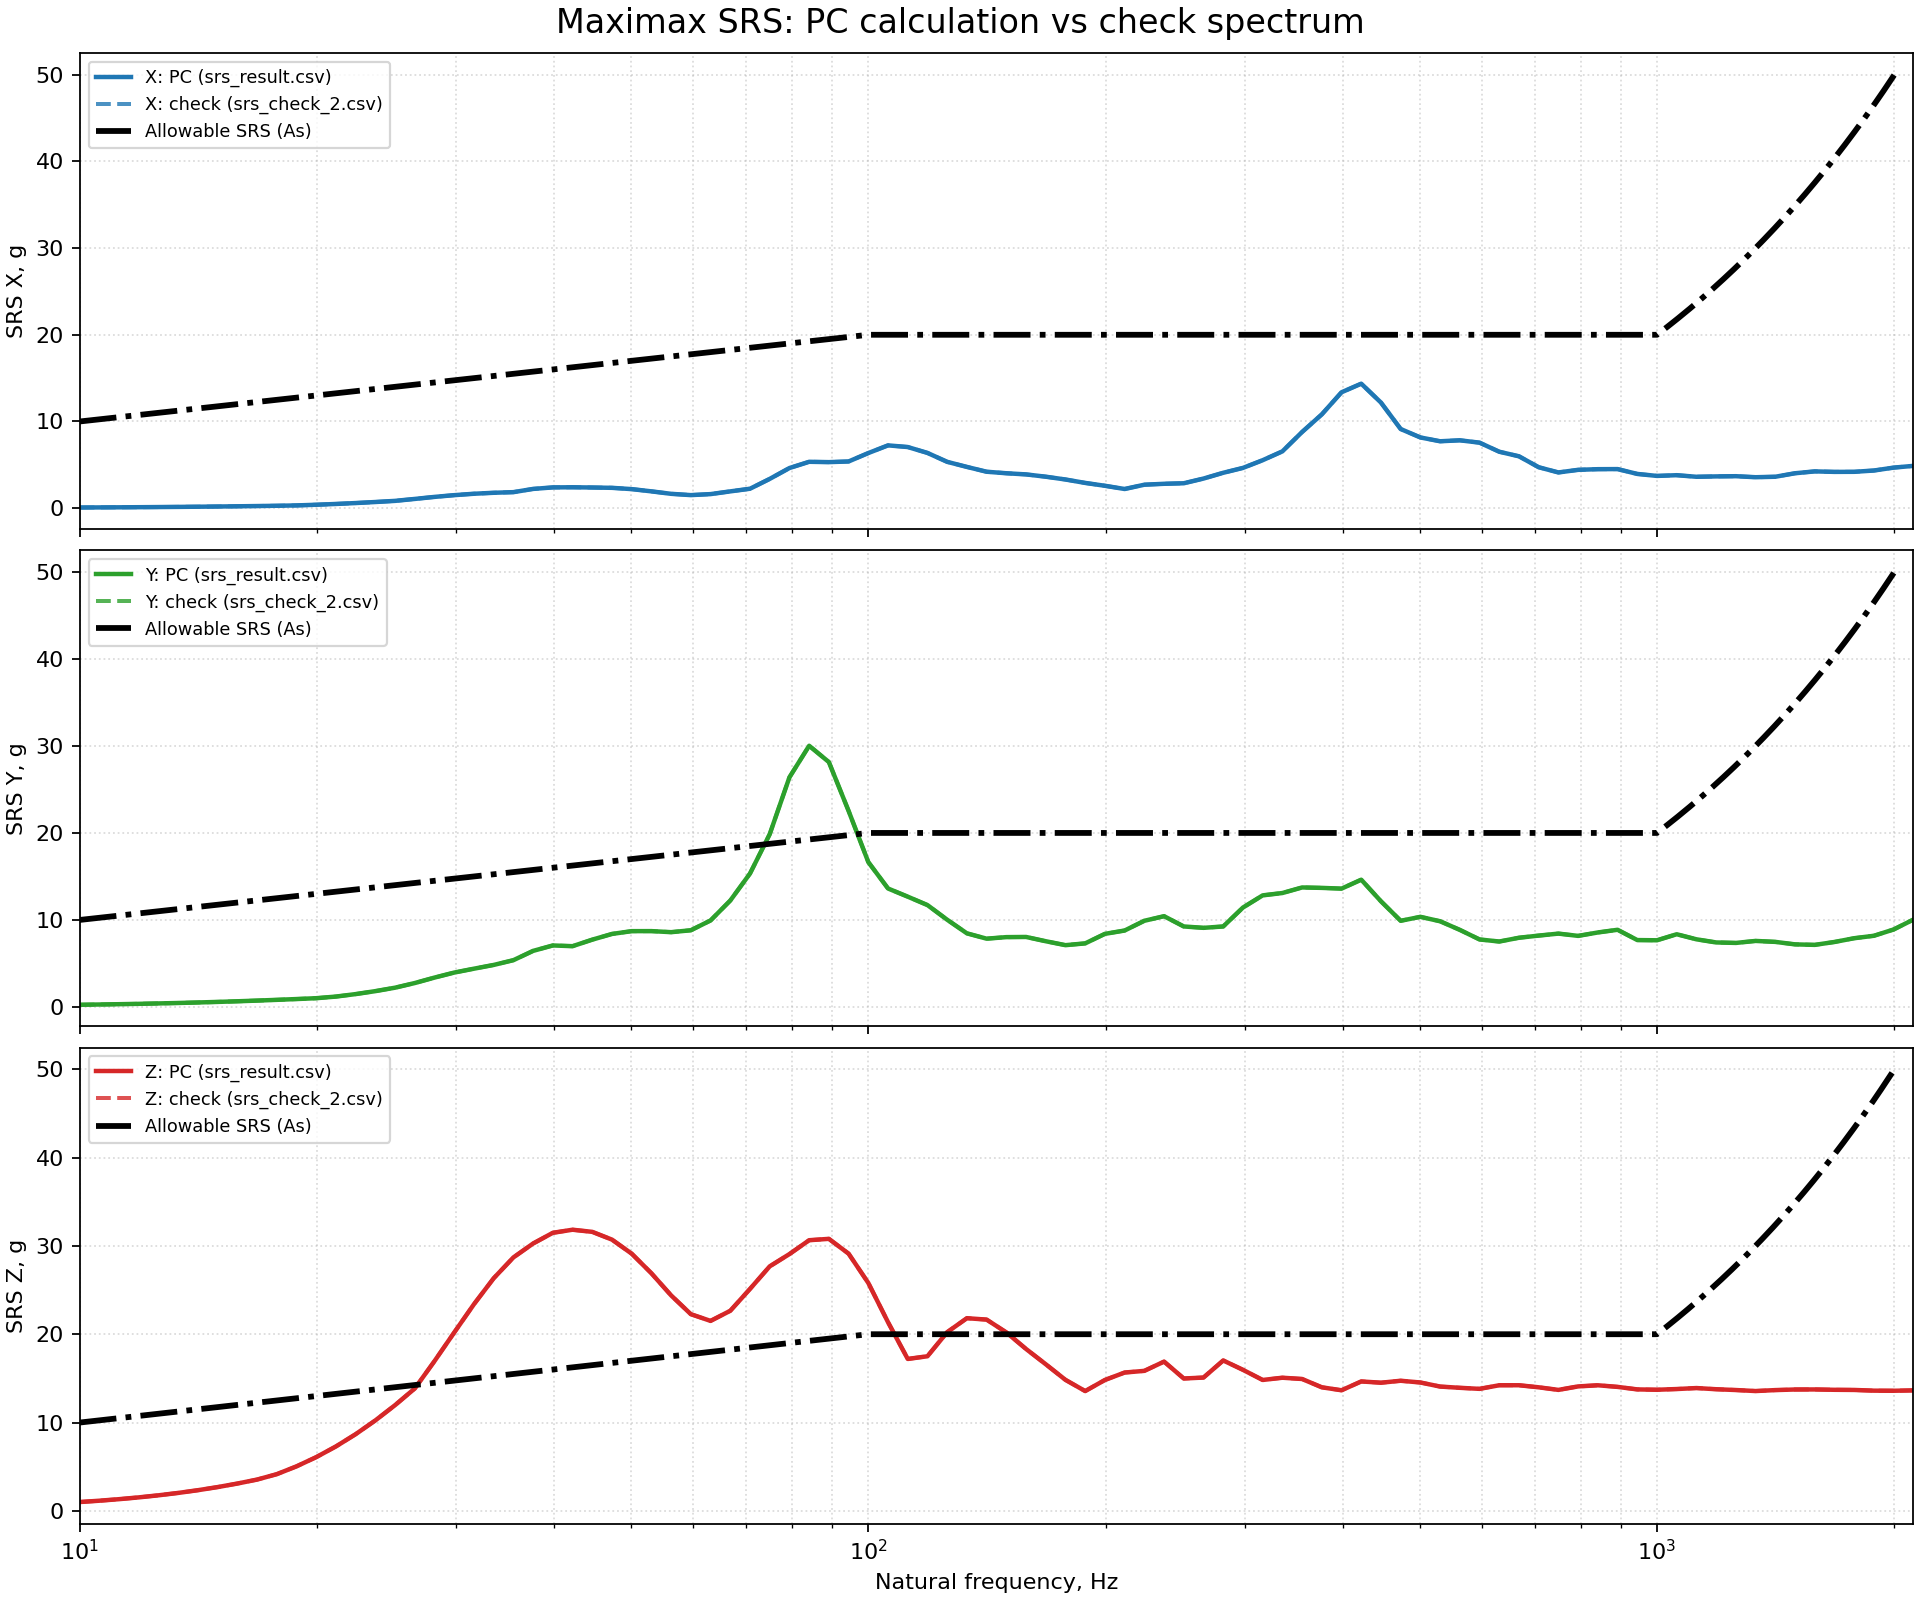 Maximax SRS: PC calculation vs check spectrum
X: PC (srs_result.csv)
X: check (srs_check_2.csv)
Allowable SRS (As)
50
40
30
20
10
0
SRS X, g
Y: PC (srs_result.csv)
Y: check (srs_check_2.csv)
Allowable SRS (As)
50
40
30
20
10
0
SRS Y, g
Z: PC (srs_result.csv)
Z: check (srs_check_2.csv)
Allowable SRS (As)
50
40
30
20
10
0
SRS Z, g
10¹ 10² 10³
Natural frequency, Hz